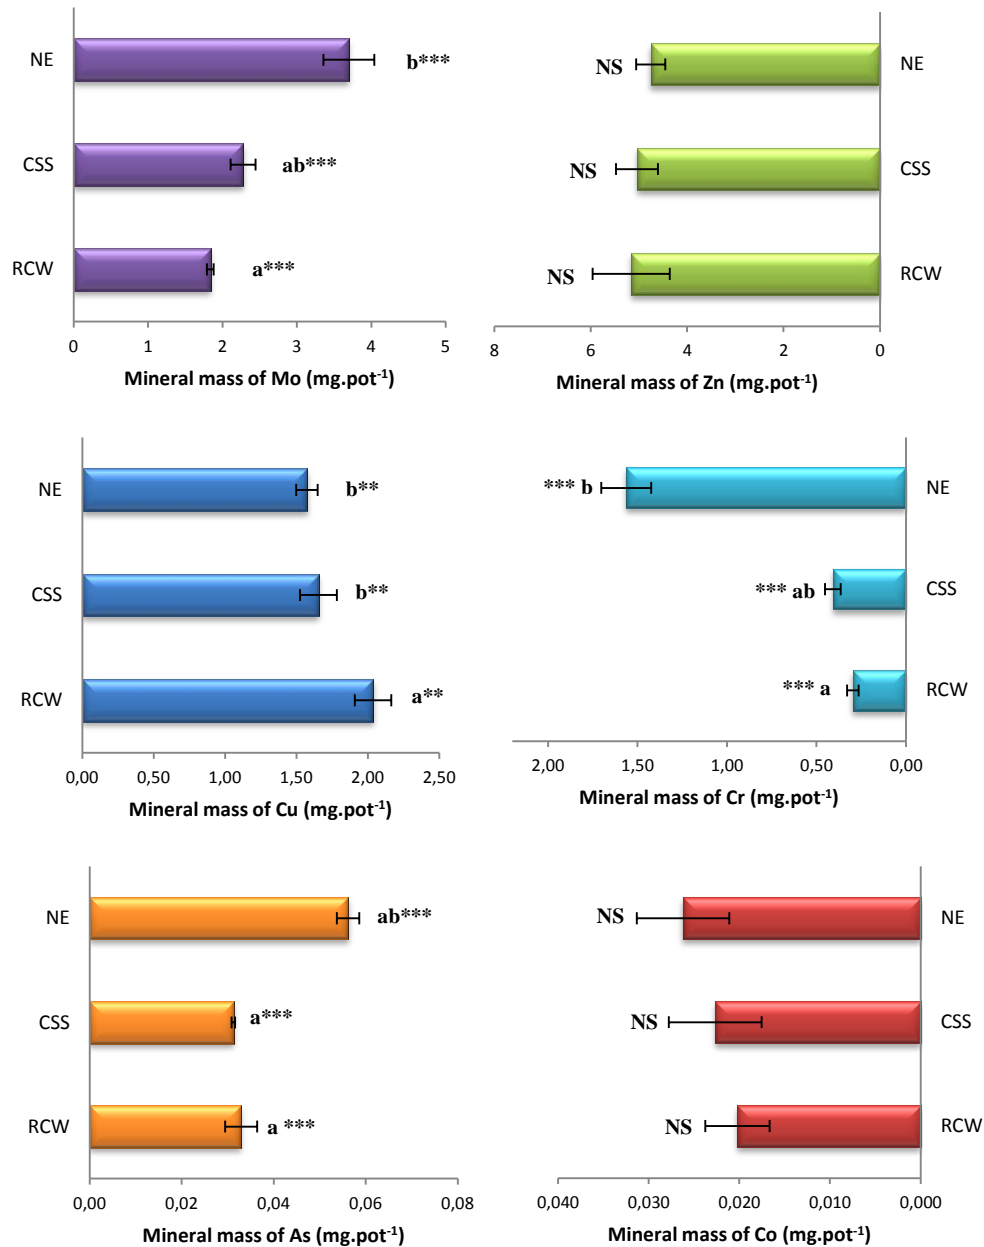 NE
b***
CSS
ab***
RCW
a***
0 1 2 3 4 5
Mineral mass of Mo (mg.pot-1)
NS
NE
NS
CSS
NS
RCW
8 6 4 2 0
Mineral mass of Zn (mg.pot-1)
NE
b**
CSS
b**
RCW
a**
0,00 0,50 1,00 1,50 2,00 2,50
Mineral mass of Cu (mg.pot-1)
*** b
NE
*** ab
CSS
*** a
RCW
2,00 1,50 1,00 0,50 0,00
Mineral mass of Cr (mg.pot-1)
NE
ab***
CSS
a***
RCW
a ***
0,00 0,02 0,04 0,06 0,08
Mineral mass of As (mg.pot-1)
NS
NE
NS
CSS
NS
RCW
0,040 0,030 0,020 0,010 0,000
Mineral mass of Co (mg.pot-1)